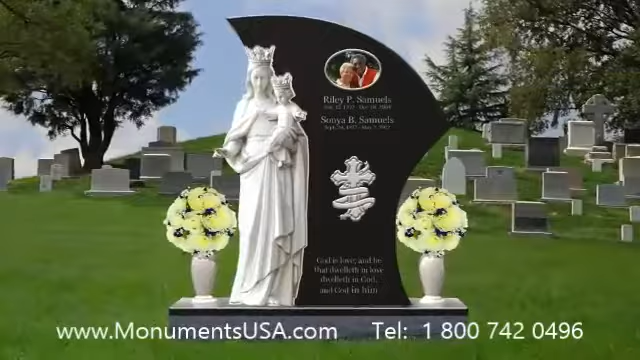 Riley P. Samuels
Sonya B. Samuels
God is love; and he
that dwelleth in love
dwelleth in God,
and God in him
www.MonumentsUSA.com Tel: 1 800 742 0496